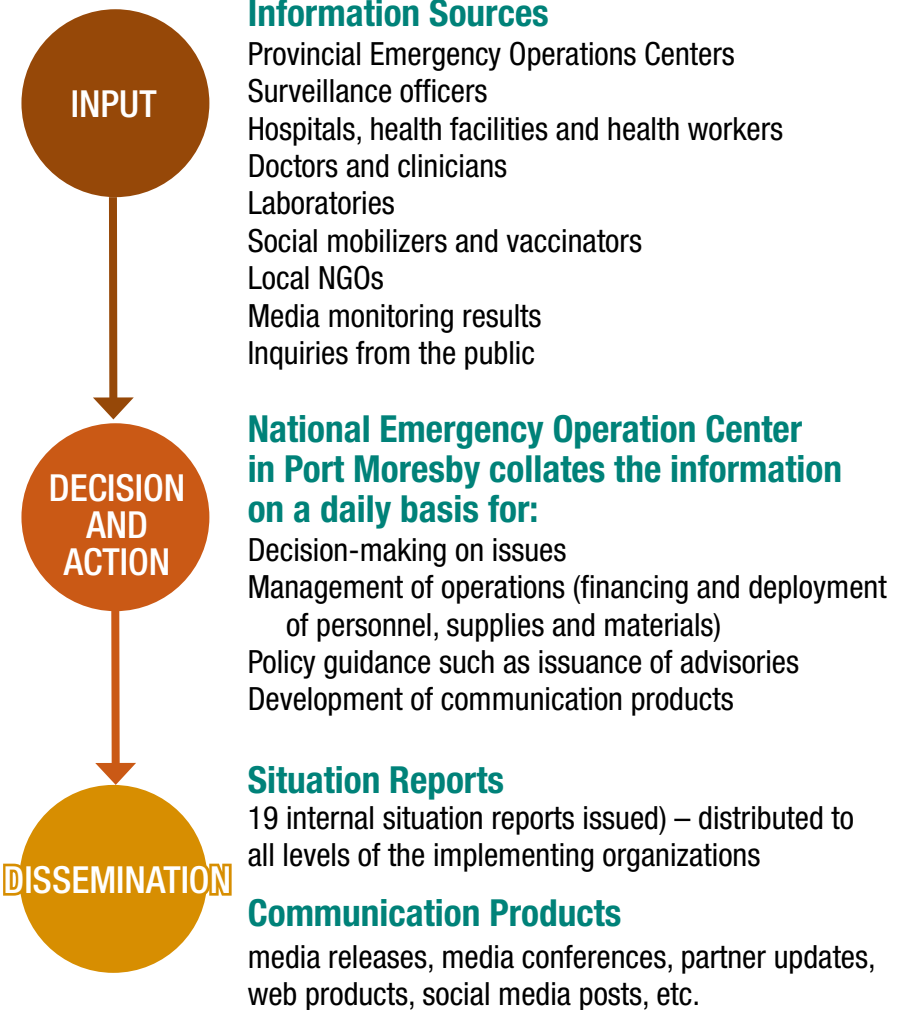 INPUT
Information Sources
Provincial Emergency Operations Centers
Surveillance officers
Hospitals, health facilities and health workers
Doctors and clinicians
Laboratories
Social mobilizers and vaccinators
Local NGOs
Media monitoring results
Inquiries from the public
DECISION
AND
ACTION
National Emergency Operation Center
in Port Moresby collates the information
on a daily basis for:
Decision-making on issues
Management of operations (financing and deployment
of personnel, supplies and materials)
Policy guidance such as issuance of advisories
Development of communication products
DISSEMINATION
Situation Reports
19 internal situation reports issued) – distributed to
all levels of the implementing organizations
Communication Products
media releases, media conferences, partner updates,
web products, social media posts, etc.